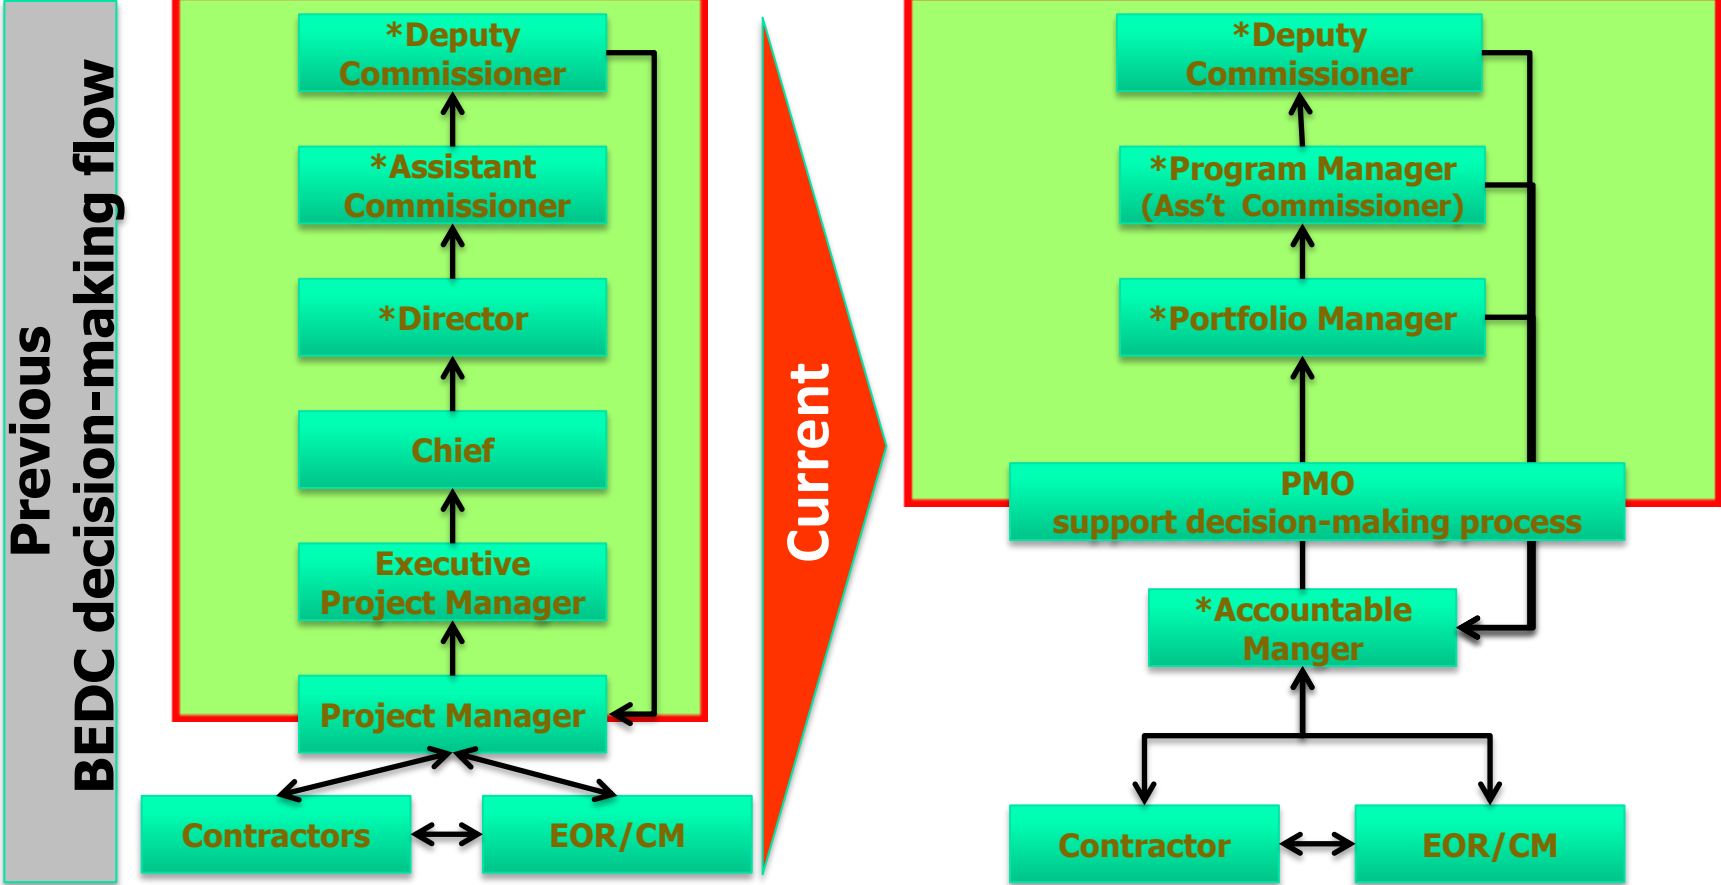 Previous
BEDC decision-making flow
*Deputy
Commissioner
*Assistant
Commissioner
*Director
Chief
Executive
Project Manager
Project Manager
Contractors
EOR/CM
Current
*Deputy
Commissioner
*Program Manager
(Ass’t Commissioner)
*Portfolio Manager
PMO
support decision-making process
*Accountable
Manger
Contractor
EOR/CM